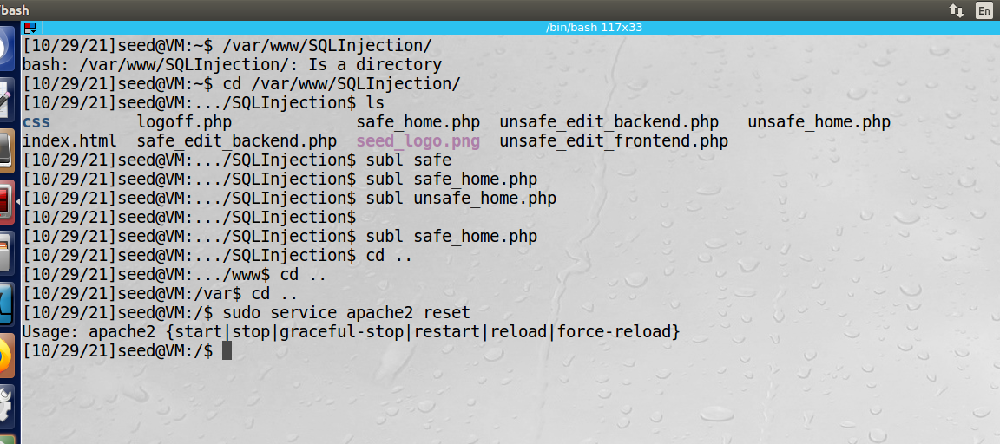 bash
En
/bin/bash 117x33
[10/29/21]seed@VM:~$ /var/www/SQLInjection/
bash: /var/www/SQLInjection/: Is a directory
[10/29/21]seed@VM:~$ cd /var/www/SQLInjection/
[10/29/21]seed@VM:.../SQLInjection$ ls
css         logoff.php             safe_home.php  unsafe_edit_backend.php   unsafe_home.php
index.html  safe_edit_backend.php  seed_logo.png  unsafe_edit_frontend.php
[10/29/21]seed@VM:.../SQLInjection$ subl safe
[10/29/21]seed@VM:.../SQLInjection$ subl safe_home.php
[10/29/21]seed@VM:.../SQLInjection$ subl unsafe_home.php
[10/29/21]seed@VM:.../SQLInjection$
[10/29/21]seed@VM:.../SQLInjection$ subl safe_home.php
[10/29/21]seed@VM:.../SQLInjection$ cd ..
[10/29/21]seed@VM:.../www$ cd ..
[10/29/21]seed@VM:/var$ cd ..
[10/29/21]seed@VM:/$ sudo service apache2 reset
Usage: apache2 {start|stop|graceful-stop|restart|reload|force-reload}
[10/29/21]seed@VM:/$